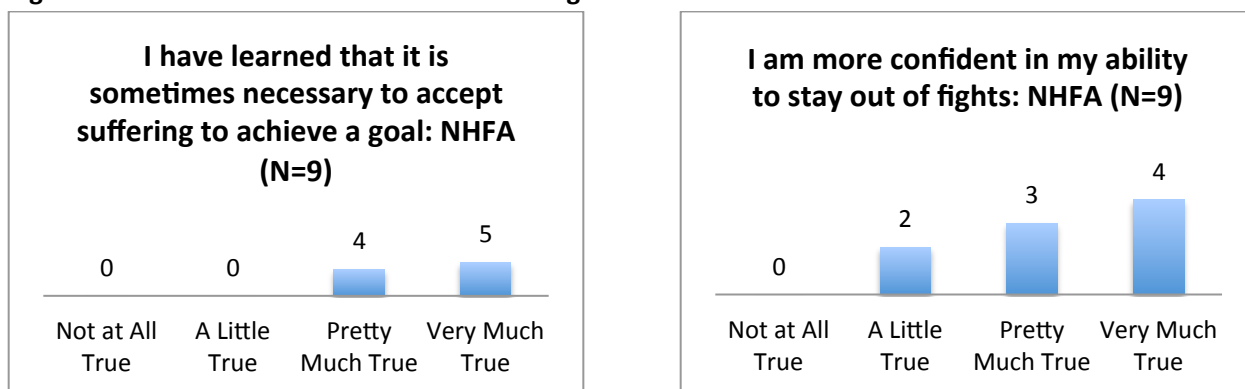 I have learned that it is
sometimes necessary to accept
suffering to achieve a goal: NHFA
(N=9)
0
0
4
5
Not at All
True
A Little
True
Pretty
Much True
Very Much
True
I am more confident in my ability
to stay out of fights: NHFA (N=9)
0
2
3
4
Not at All
True
A Little
True
Pretty
Much True
Very Much
True